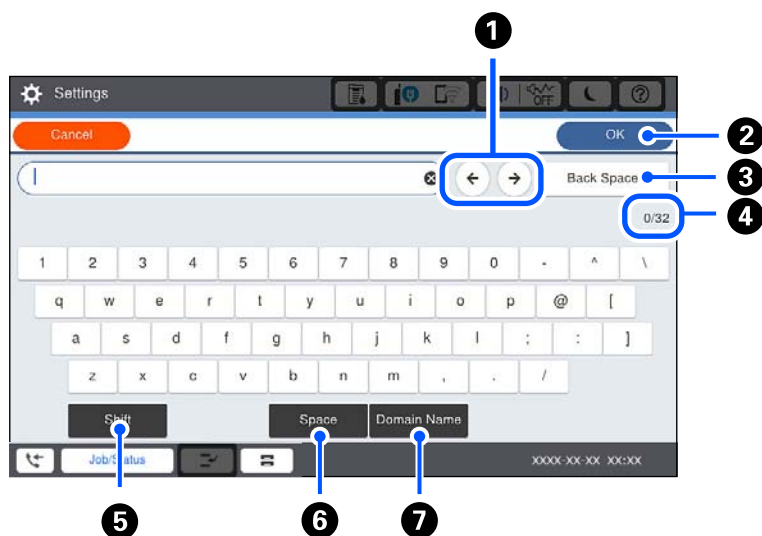 1
Settings
OFF
Cancel
OK
2
Back Space
3
0/32
4
1 2 3 4 5 6 7 8 9 0 - ^ \
q w e r t y u i o p @ [
a s d f g h j k l ; : ]
z x c v b n m , . /
Shift Space Domain Name
Job/Status
XXXX-XX-XX XX:XX
5 6 7